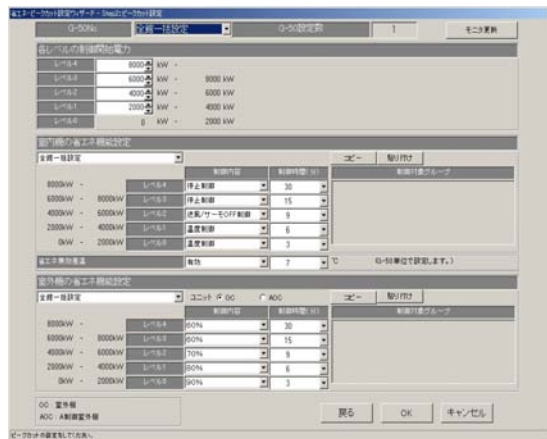 省エネ・ピークカット設定ウィザード - Step2:ピークカット設定
G-50No 全館一括設定 G-50設定数 1 モニタ更新
各レベルの制御開始電力
レベル4 8000 kW -
レベル3 6000 kW - 8000 kW
レベル2 4000 kW - 6000 kW
レベル1 2000 kW - 4000 kW
レベル0 0 kW - 2000 kW
室内機の省エネ機能設定
全館一括設定 コピー 貼り付け
制御内容 制御時間(分) 制御対象グループ
8000kW - レベル4 停止制御 30
6000kW - 8000kW レベル3 停止制御 15
4000kW - 6000kW レベル2 送風/サーモOFF制御 9
2000kW - 4000kW レベル1 温度制御 6
0kW - 2000kW レベル0 温度制御 3
省エネ無効温度 有効 7 ℃ (G-50単位で設定します。)
室外機の省エネ機能設定
全館一括設定 ユニット OC AOC コピー 貼り付け
制御内容 制御時間(分) 制御対象グループ
8000kW - レベル4 60% 30
6000kW - 8000kW レベル3 60% 15
4000kW - 6000kW レベル2 70% 9
2000kW - 4000kW レベル1 80% 6
0kW - 2000kW レベル0 90% 3
OC : 室外機
AOC : A制御室外機
戻る OK キャンセル
ピークカットの設定をしてください。